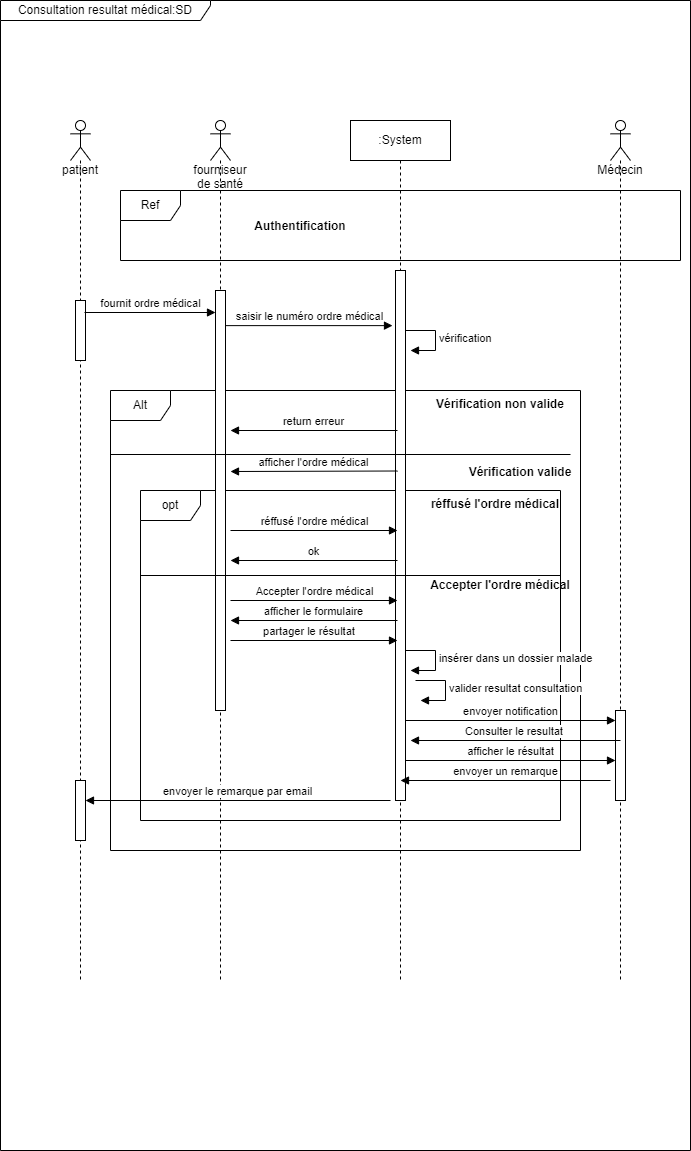 Consultation resultat médical:SD
patient
fourniseur
de santé
:System
Médecin
Ref
Authentification
fournit ordre médical
saisir le numéro ordre médical
vérification
Alt
Vérification non valide
return erreur
afficher l'ordre médical
Vérification valide
opt
réffusé l'ordre médical
réffusé l'ordre médical
ok
Accepter l'ordre médical
Accepter l'ordre médical
afficher le formulaire
partager le résultat
insérer dans un dossier malade
valider resultat consultation
envoyer notification
Consulter le resultat
afficher le résultat
envoyer un remarque
envoyer le remarque par email